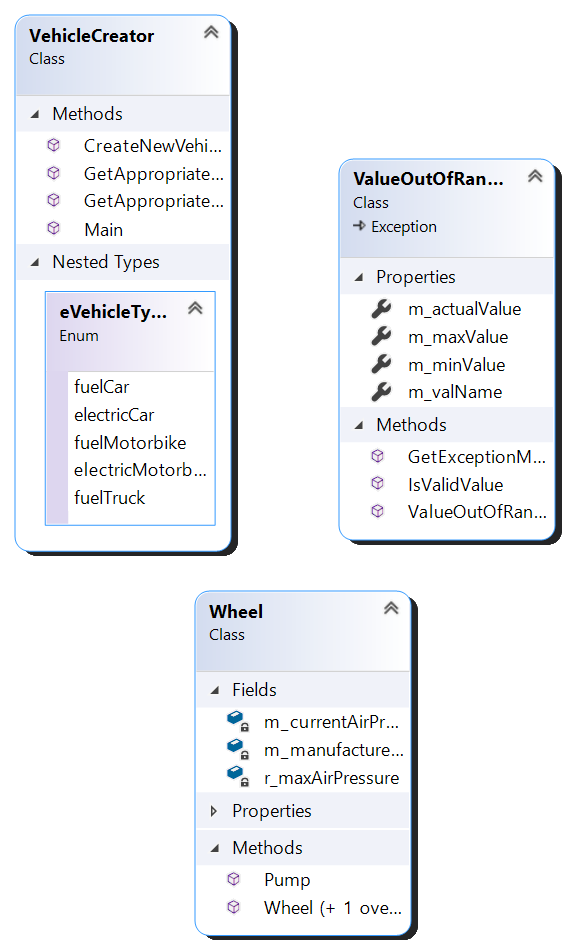 VehicleCreator
Class
Methods
CreateNewVehi...
GetAppropriate...
GetAppropriate...
Main
Nested Types
eVehicleTy...
Enum
fuelCar
electricCar
fuelMotorbike
electricMotorb...
fuelTruck
ValueOutOfRan...
Class
Exception
Properties
m_actualValue
m_maxValue
m_minValue
m_valName
Methods
GetExceptionM...
IsValidValue
ValueOutOfRan...
Wheel
Class
Fields
m_currentAirPr...
m_manufacture...
r_maxAirPressure
Properties
Methods
Pump
Wheel (+ 1 ove...